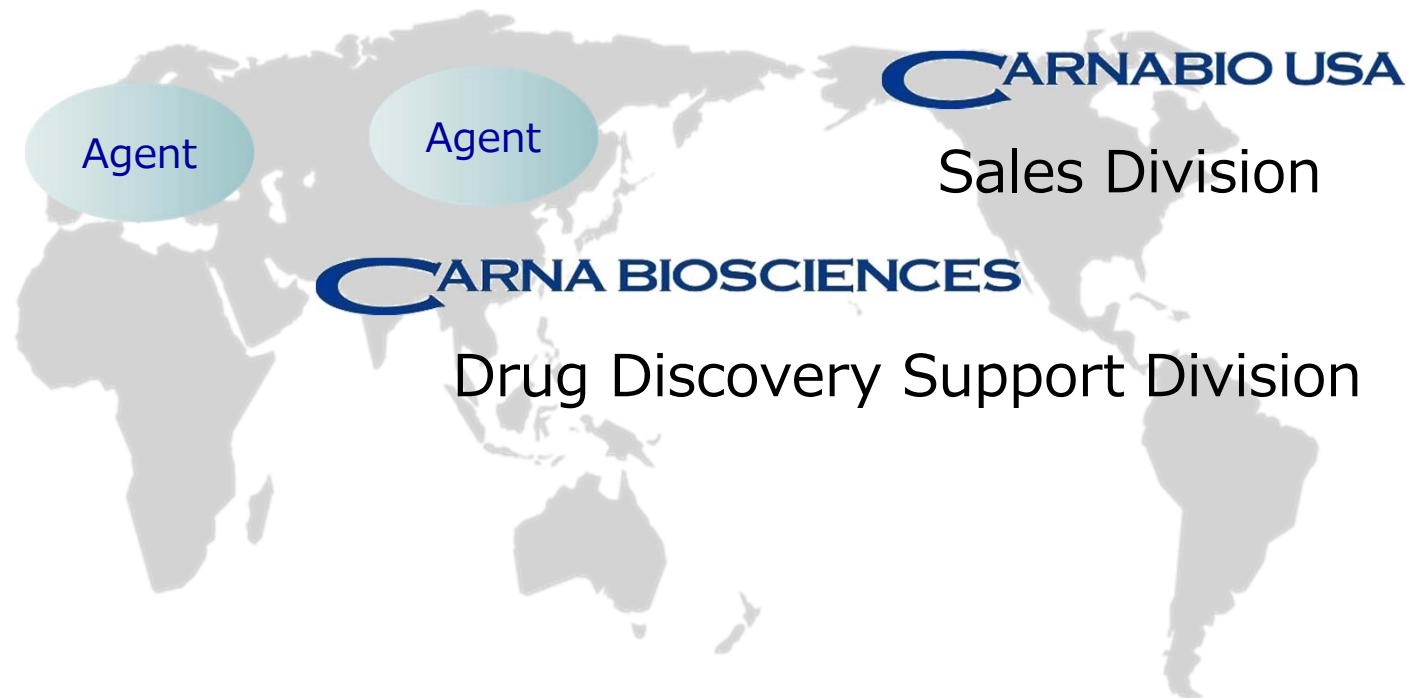 CARNABIO USA
Agent
Agent
Sales Division
CARNA BIOSCIENCES
Drug Discovery Support Division